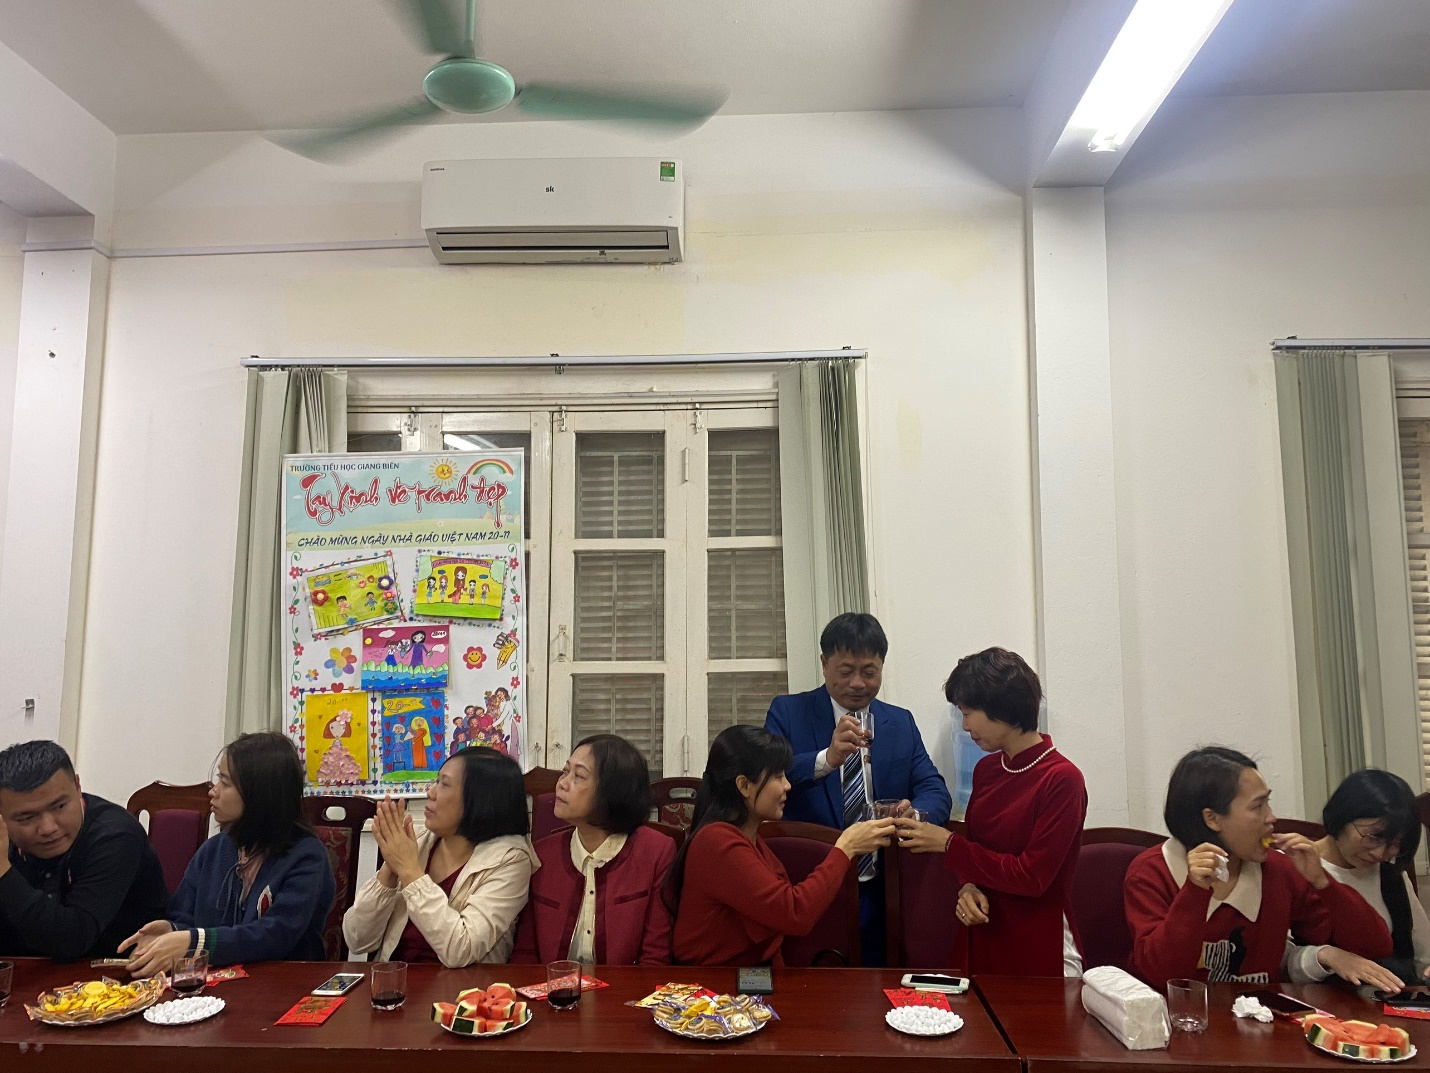 sk
TRƯỜNG TIỂU HỌC GIANG BIÊN
Tay xinh vẽ tranh đẹp
CHÀO MỪNG NGÀY NHÀ GIÁO VIỆT NAM 20-11